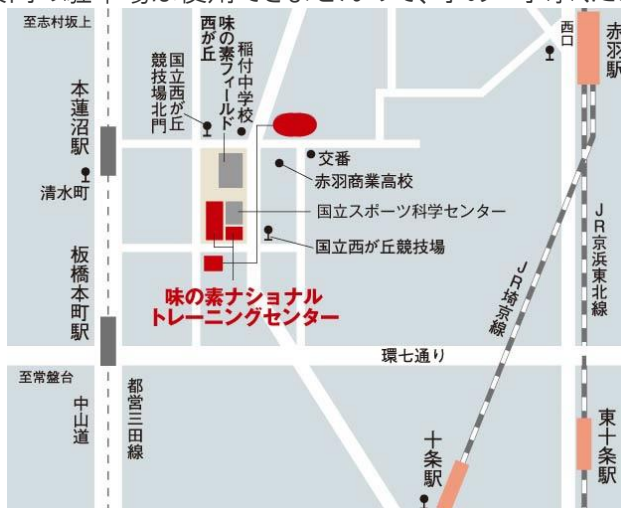 至志村坂上
本蓮沼駅
清水町
板橋本町駅
至常盤台
中山道
都営三田線
国立西が丘
競技場北門
味の素フィールド
西が丘
稲付中学校
交番
赤羽商業高校
国立スポーツ科学センター
国立西が丘競技場
味の素ナショナル
トレーニングセンター
環七通り
西口
赤羽駅
JR京浜東北線
JR埼京線
十条駅
東十条駅